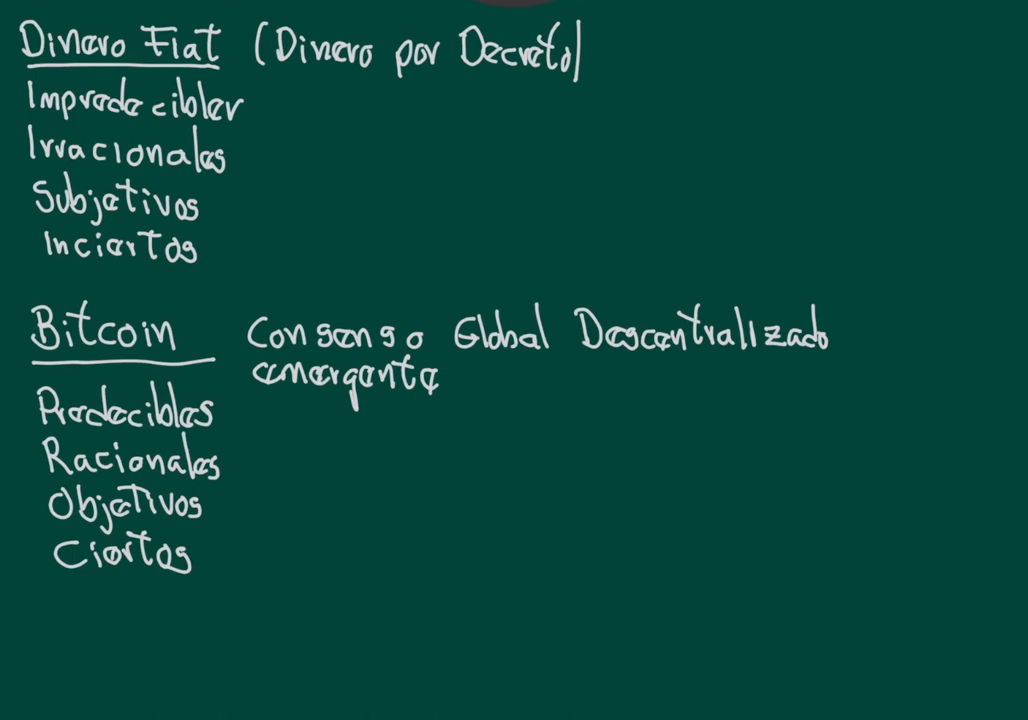 Dinero Fiat (Dinero por Decreto)
Impredecibles
Irracionales
Subjetivos
Inciertos
Bitcoin Consenso Global Descentralizado
emergente
Predecibles
Racionales
Objetivos
Ciertos